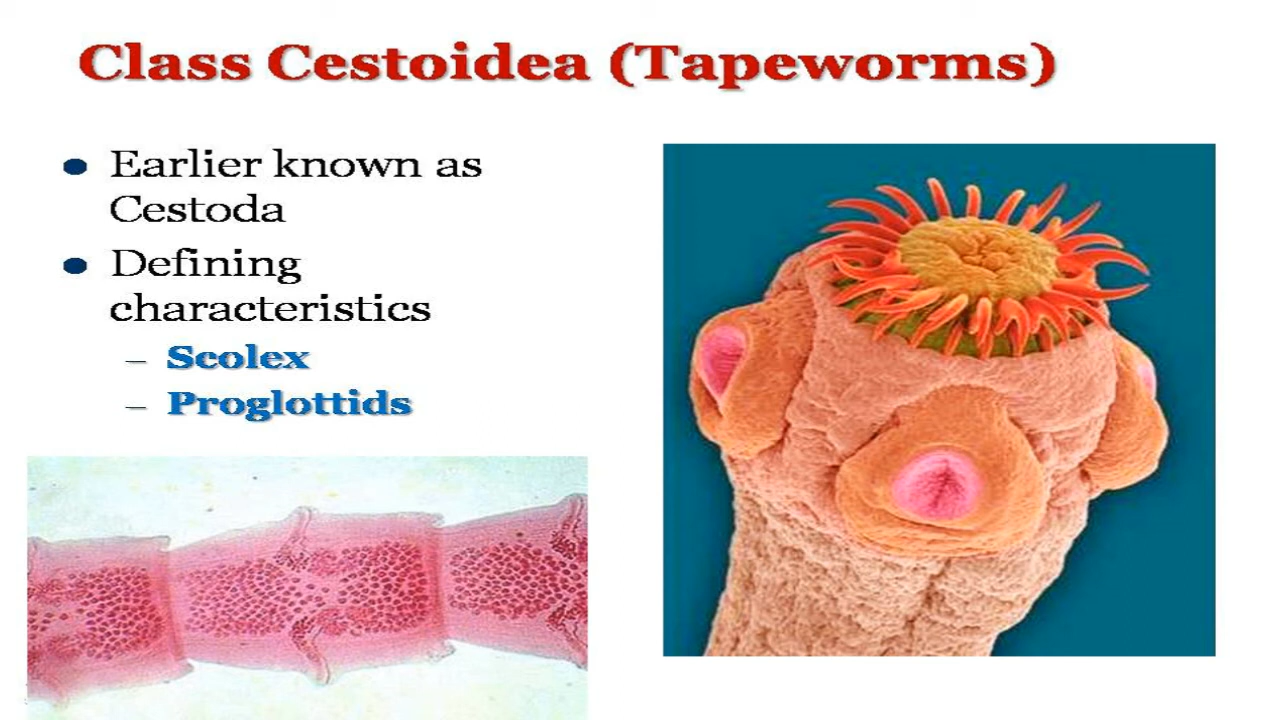 Class Cestoidea (Tapeworms)
● Earlier known as
Cestoda
● Defining
characteristics
– Scolex
– Proglottids